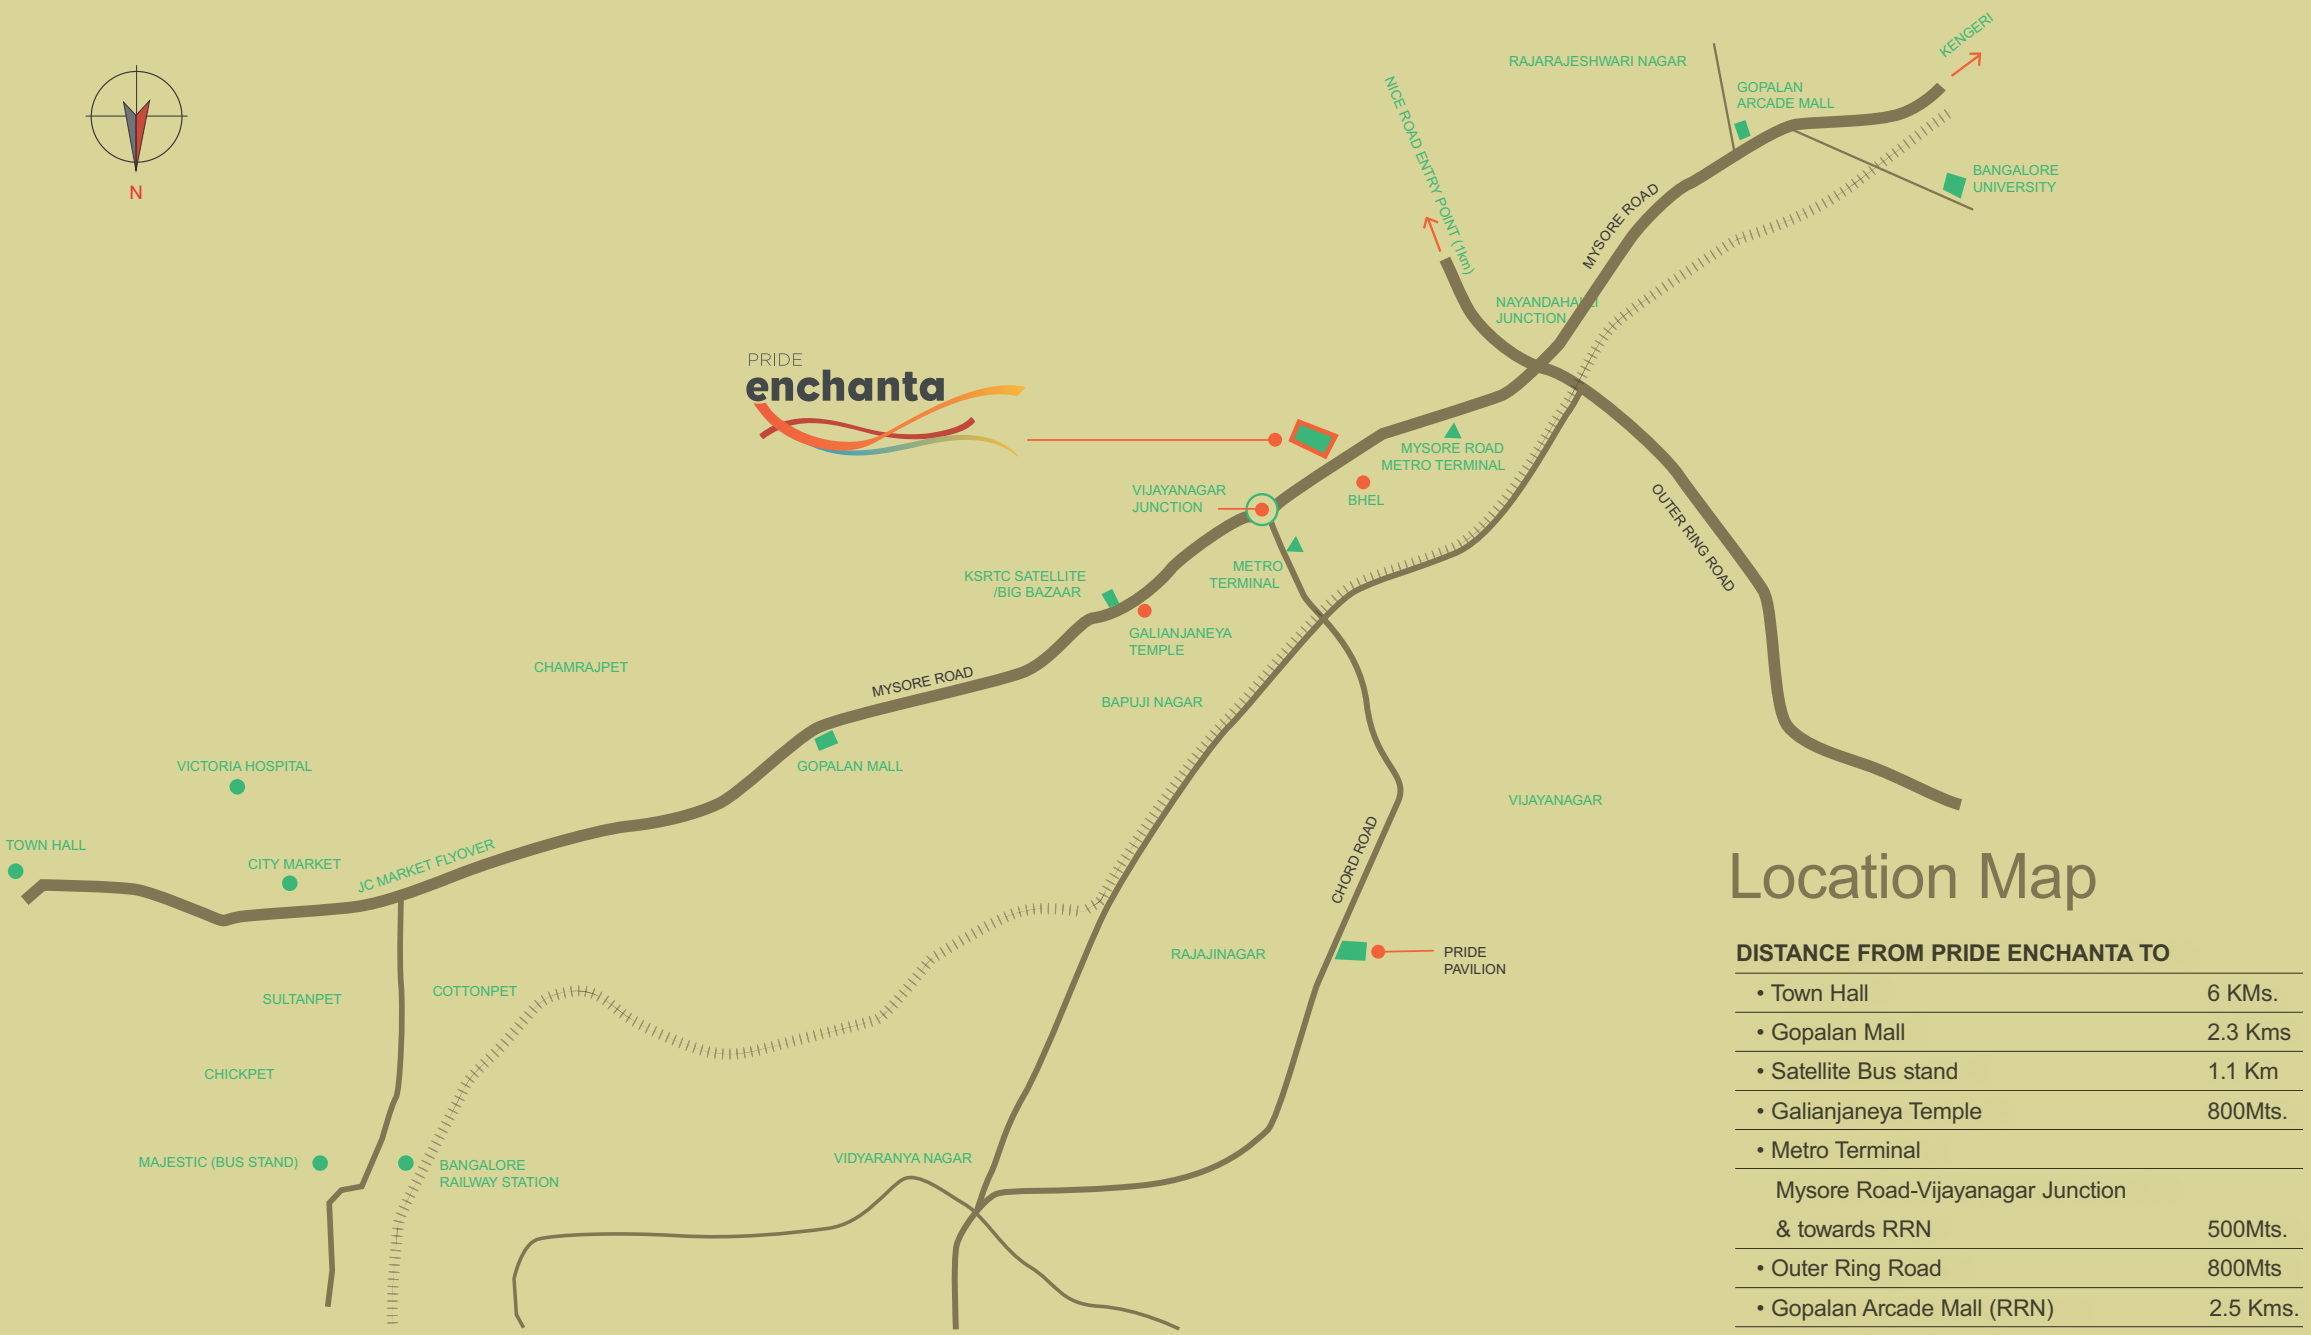 KENGERI
RAJARAJESHWARI NAGAR
NICE ROAD ENTRY POINT (1km)
GOPALAN
ARCADE MALL
BANGALORE
UNIVERSITY
N
MYSORE ROAD
NAYANDAHALLI
JUNCTION
PRIDE
enchanta
MYSORE ROAD
METRO TERMINAL
VIJAYANAGAR
JUNCTION
BHEL
OUTER RING ROAD
METRO
TERMINAL
KSRTC SATELLITE
/BIG BAZAAR
GALIANJANEYA
TEMPLE
CHAMRAJPET
MYSORE ROAD
BAPUJI NAGAR
VICTORIA HOSPITAL
GOPALAN MALL
VIJAYANAGAR
TOWN HALL
CITY MARKET
JC MARKET FLYOVER
CHORD ROAD
RAJAJINAGAR
PRIDE
PAVILION
SULTANPET
COTTONPET
CHICKPET
MAJESTIC (BUS STAND)
BANGALORE
RAILWAY STATION
VIDYARANYA NAGAR
Location Map
DISTANCE FROM PRIDE ENCHANTA TO
• Town Hall 6 KMs.
• Gopalan Mall 2.3 Kms
• Satellite Bus stand 1.1 Km
• Galianjaneya Temple 800Mts.
• Metro Terminal
Mysore Road-Vijayanagar Junction
& towards RRN 500Mts.
• Outer Ring Road 800Mts
• Gopalan Arcade Mall (RRN) 2.5 Kms.